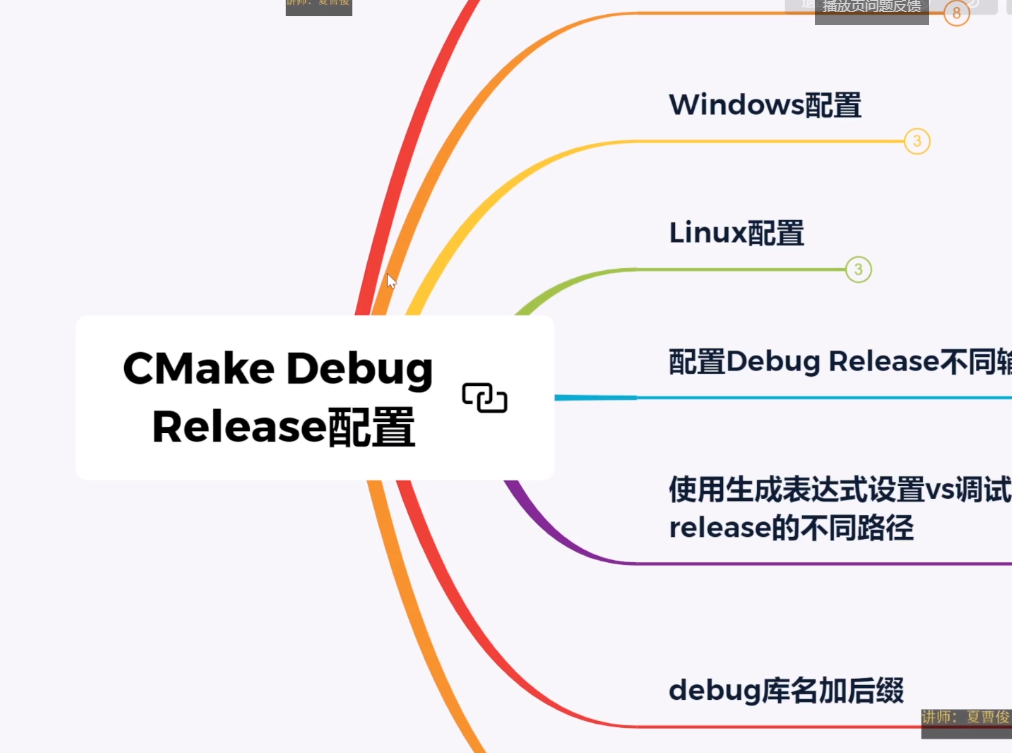 讲师：夏曹俊
播放页问题反馈
8
Windows配置
3
Linux配置
3
CMake Debug
Release配置
配置Debug Release不同输
使用生成表达式设置vs调试
release的不同路径
debug库名加后缀
讲师：夏曹俊